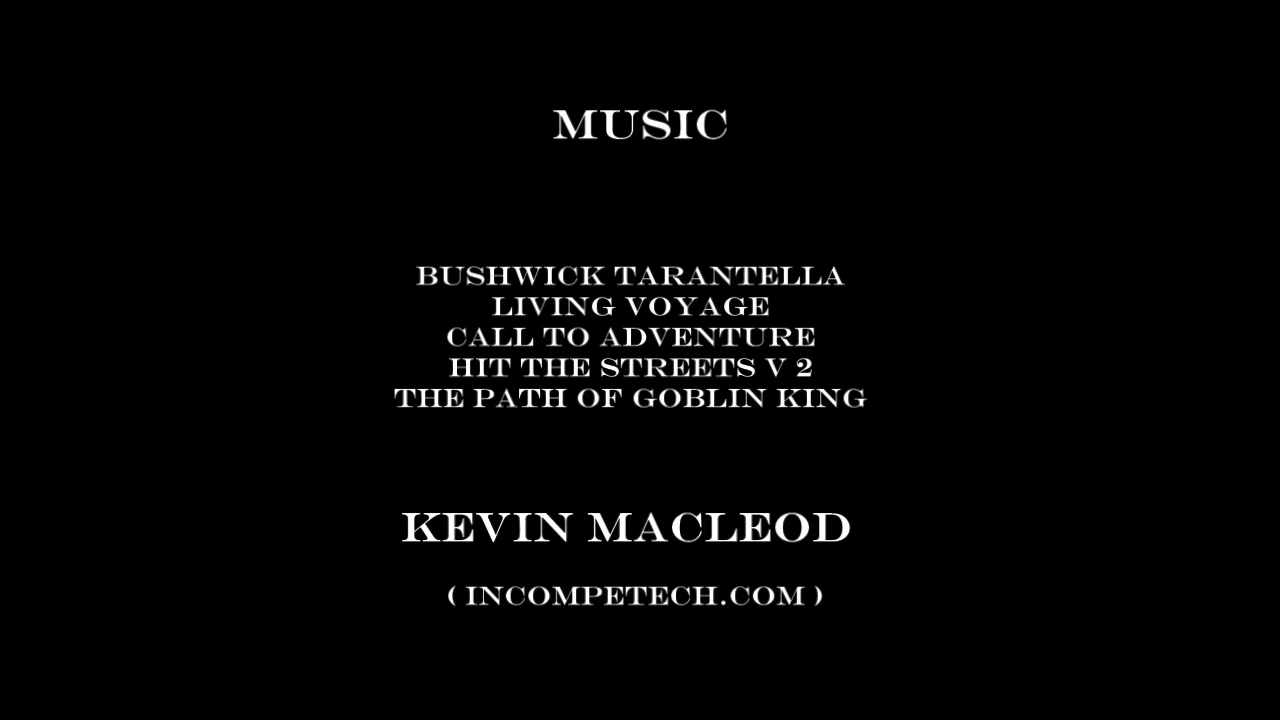 MUSIC
BUSHWICK TARANTELLA
LIVING VOYAGE
CALL TO ADVENTURE
HIT THE STREETS V 2
THE PATH OF GOBLIN KING
KEVIN MACLEOD
( INCOMPETECH.COM )